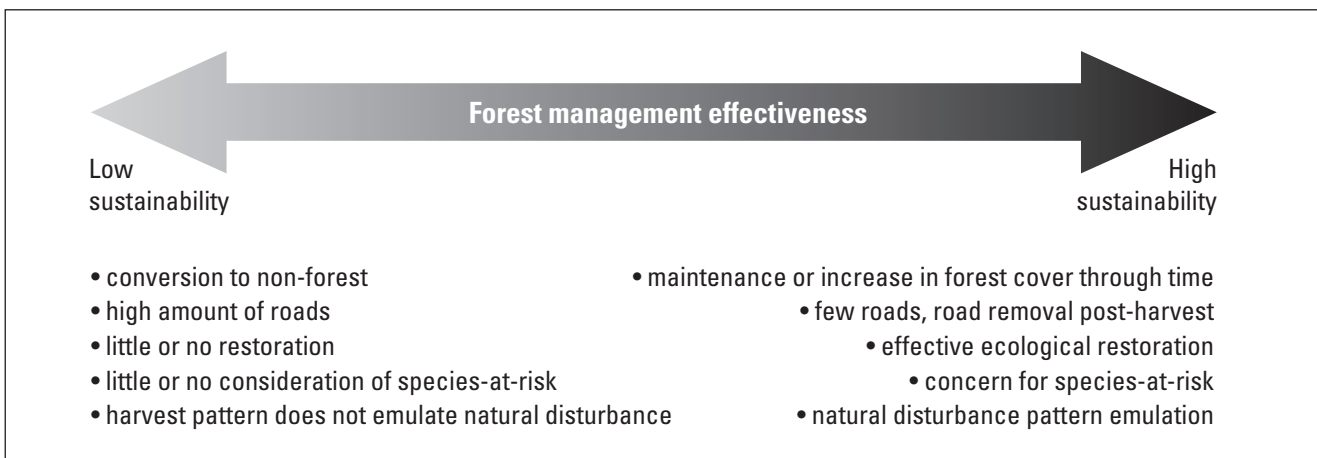 Forest management effectiveness
Low
sustainability
High
sustainability
• conversion to non-forest
• high amount of roads
• little or no restoration
• little or no consideration of species-at-risk
• harvest pattern does not emulate natural disturbance
• maintenance or increase in forest cover through time
• few roads, road removal post-harvest
• effective ecological restoration
• concern for species-at-risk
• natural disturbance pattern emulation